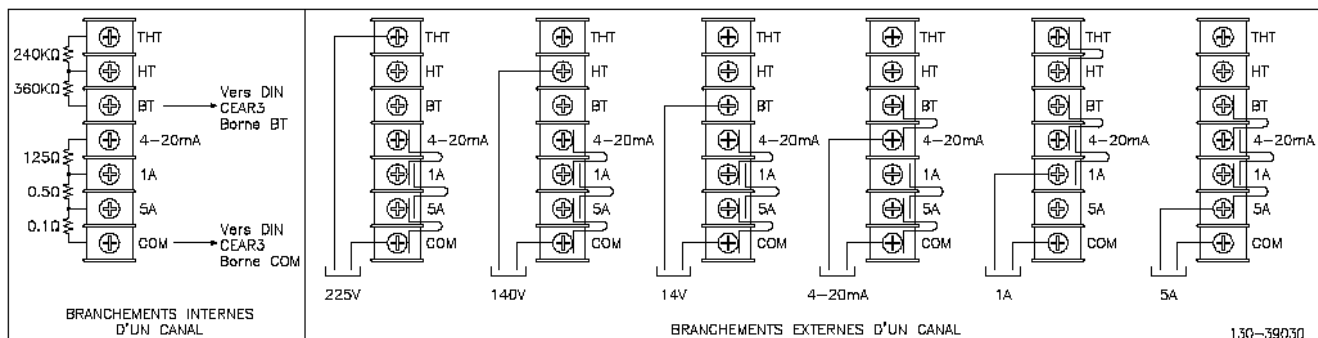 THT
240KΩ
HT
360KΩ
BT
Vers DIN
CEAR3
Borne BT
4-20mA
125Ω
1A
0.5Ω
5A
0.1Ω
COM
Vers DIN
CEAR3
Borne COM
BRANCHEMENTS INTERNES
D'UN CANAL
THT
HT
BT
4-20mA
1A
5A
COM
225V
THT
HT
BT
4-20mA
1A
5A
COM
140V
THT
HT
BT
4-20mA
1A
5A
COM
14V
THT
HT
BT
4-20mA
1A
5A
COM
4-20mA
THT
HT
BT
4-20mA
1A
5A
COM
1A
THT
HT
BT
4-20mA
1A
5A
COM
5A
BRANCHEMENTS EXTERNES D'UN CANAL
130-39030